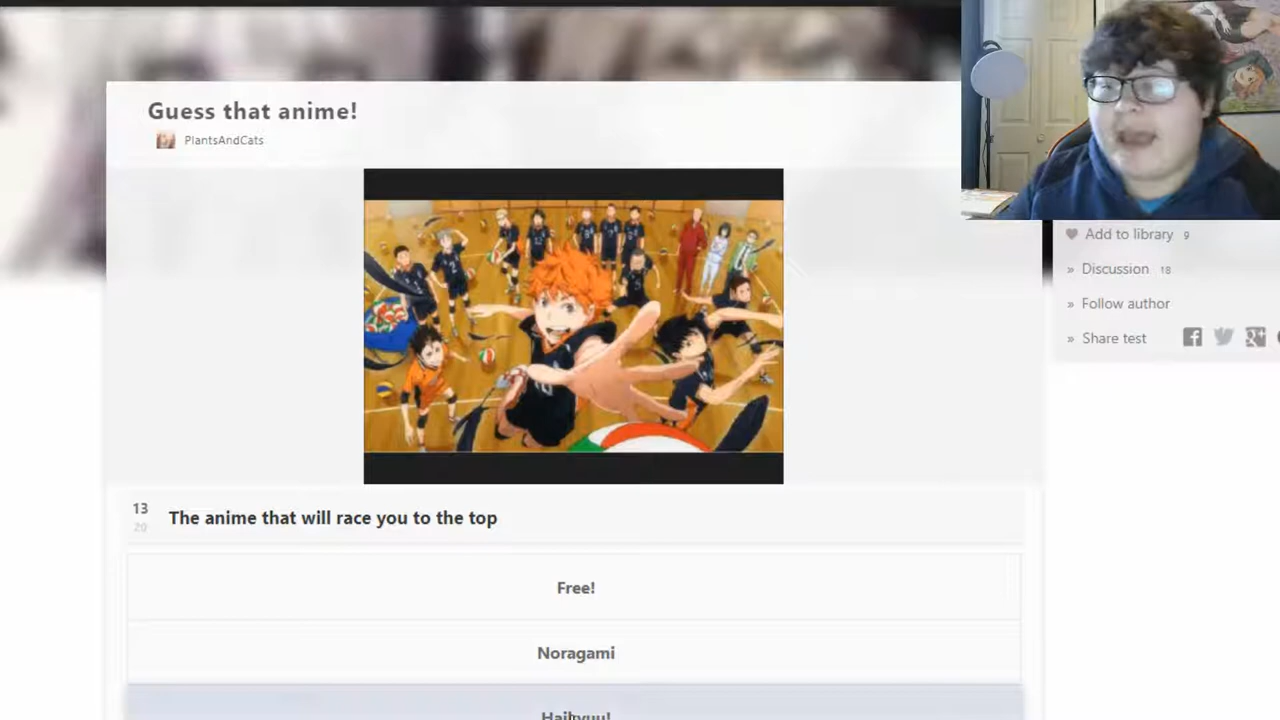 Guess that anime!
PlantsAndCats
Add to library 9
Discussion 18
Follow author
Share test
13
20
The anime that will race you to the top
Free!
Noragami
Haikyuu!